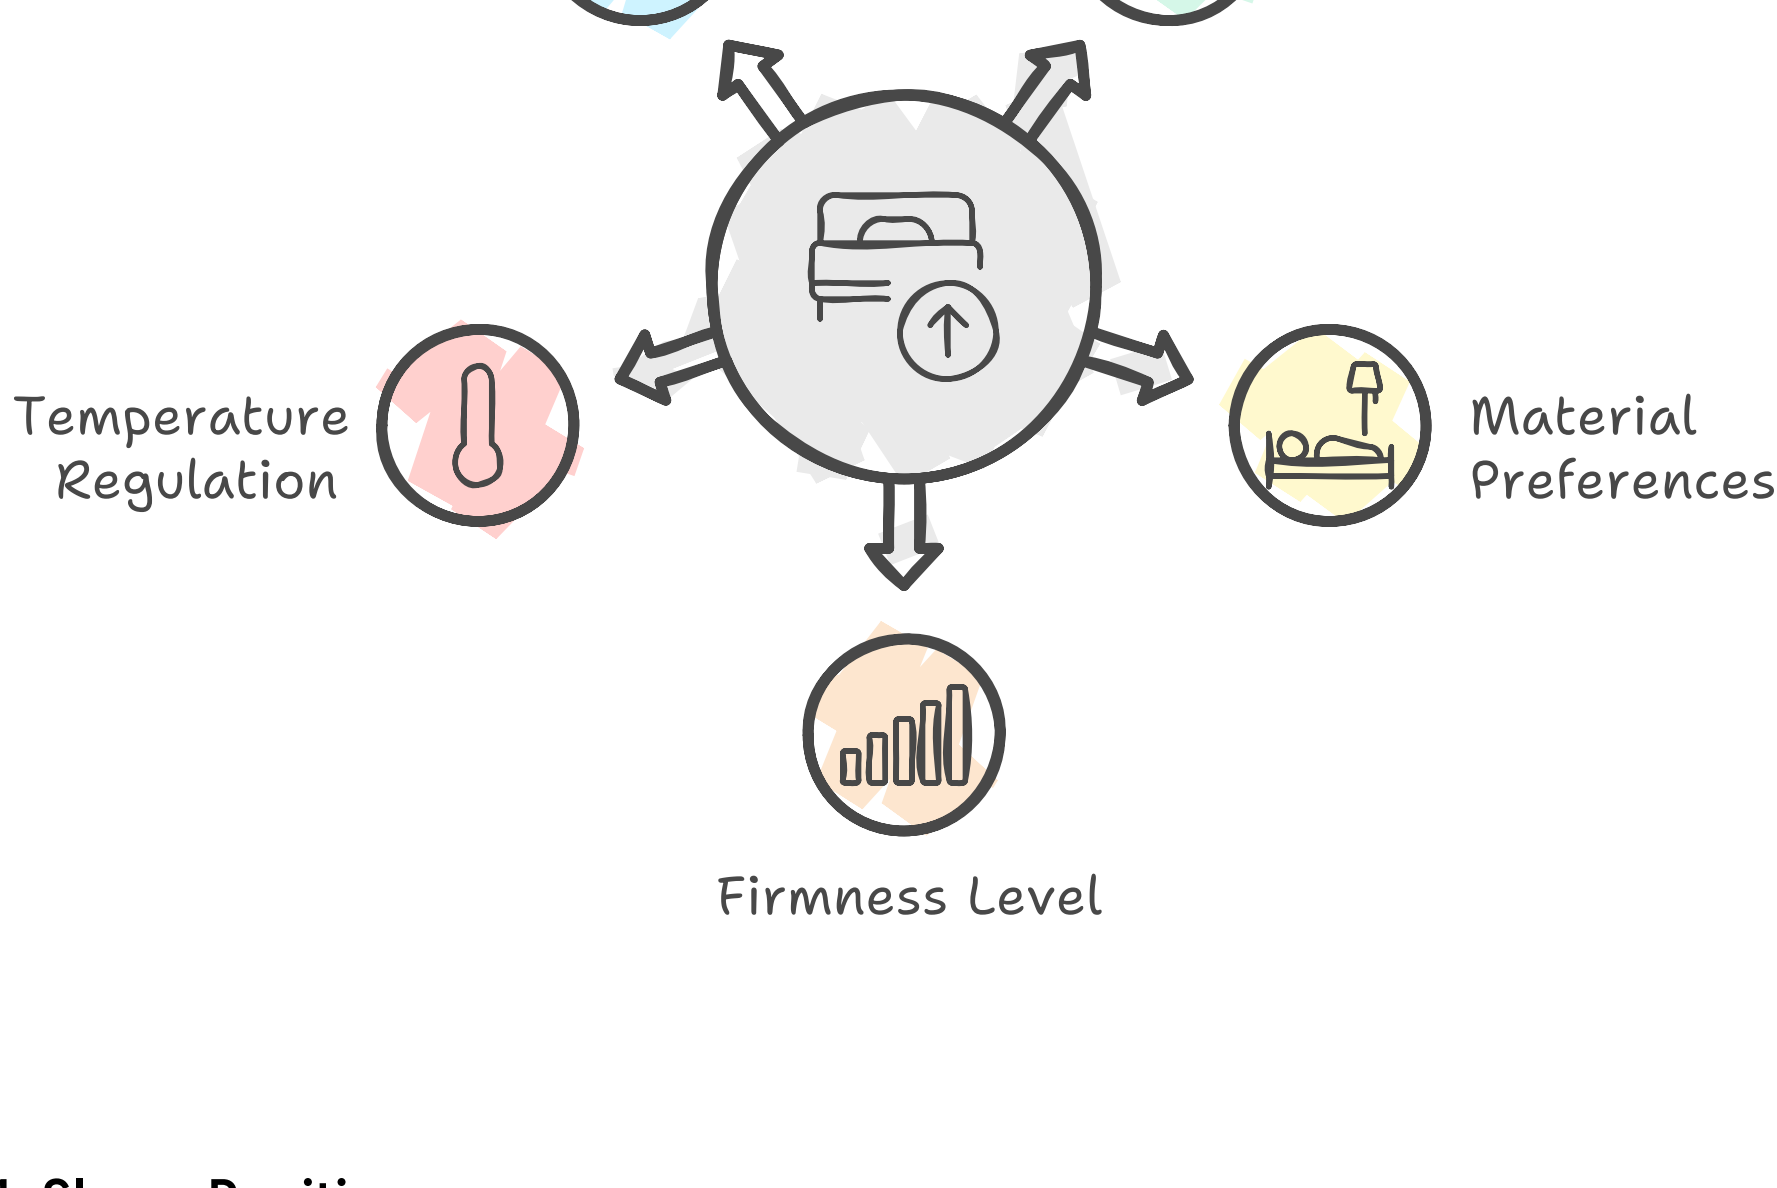 Temperature
Regulation
Material
Preferences
Firmness Level